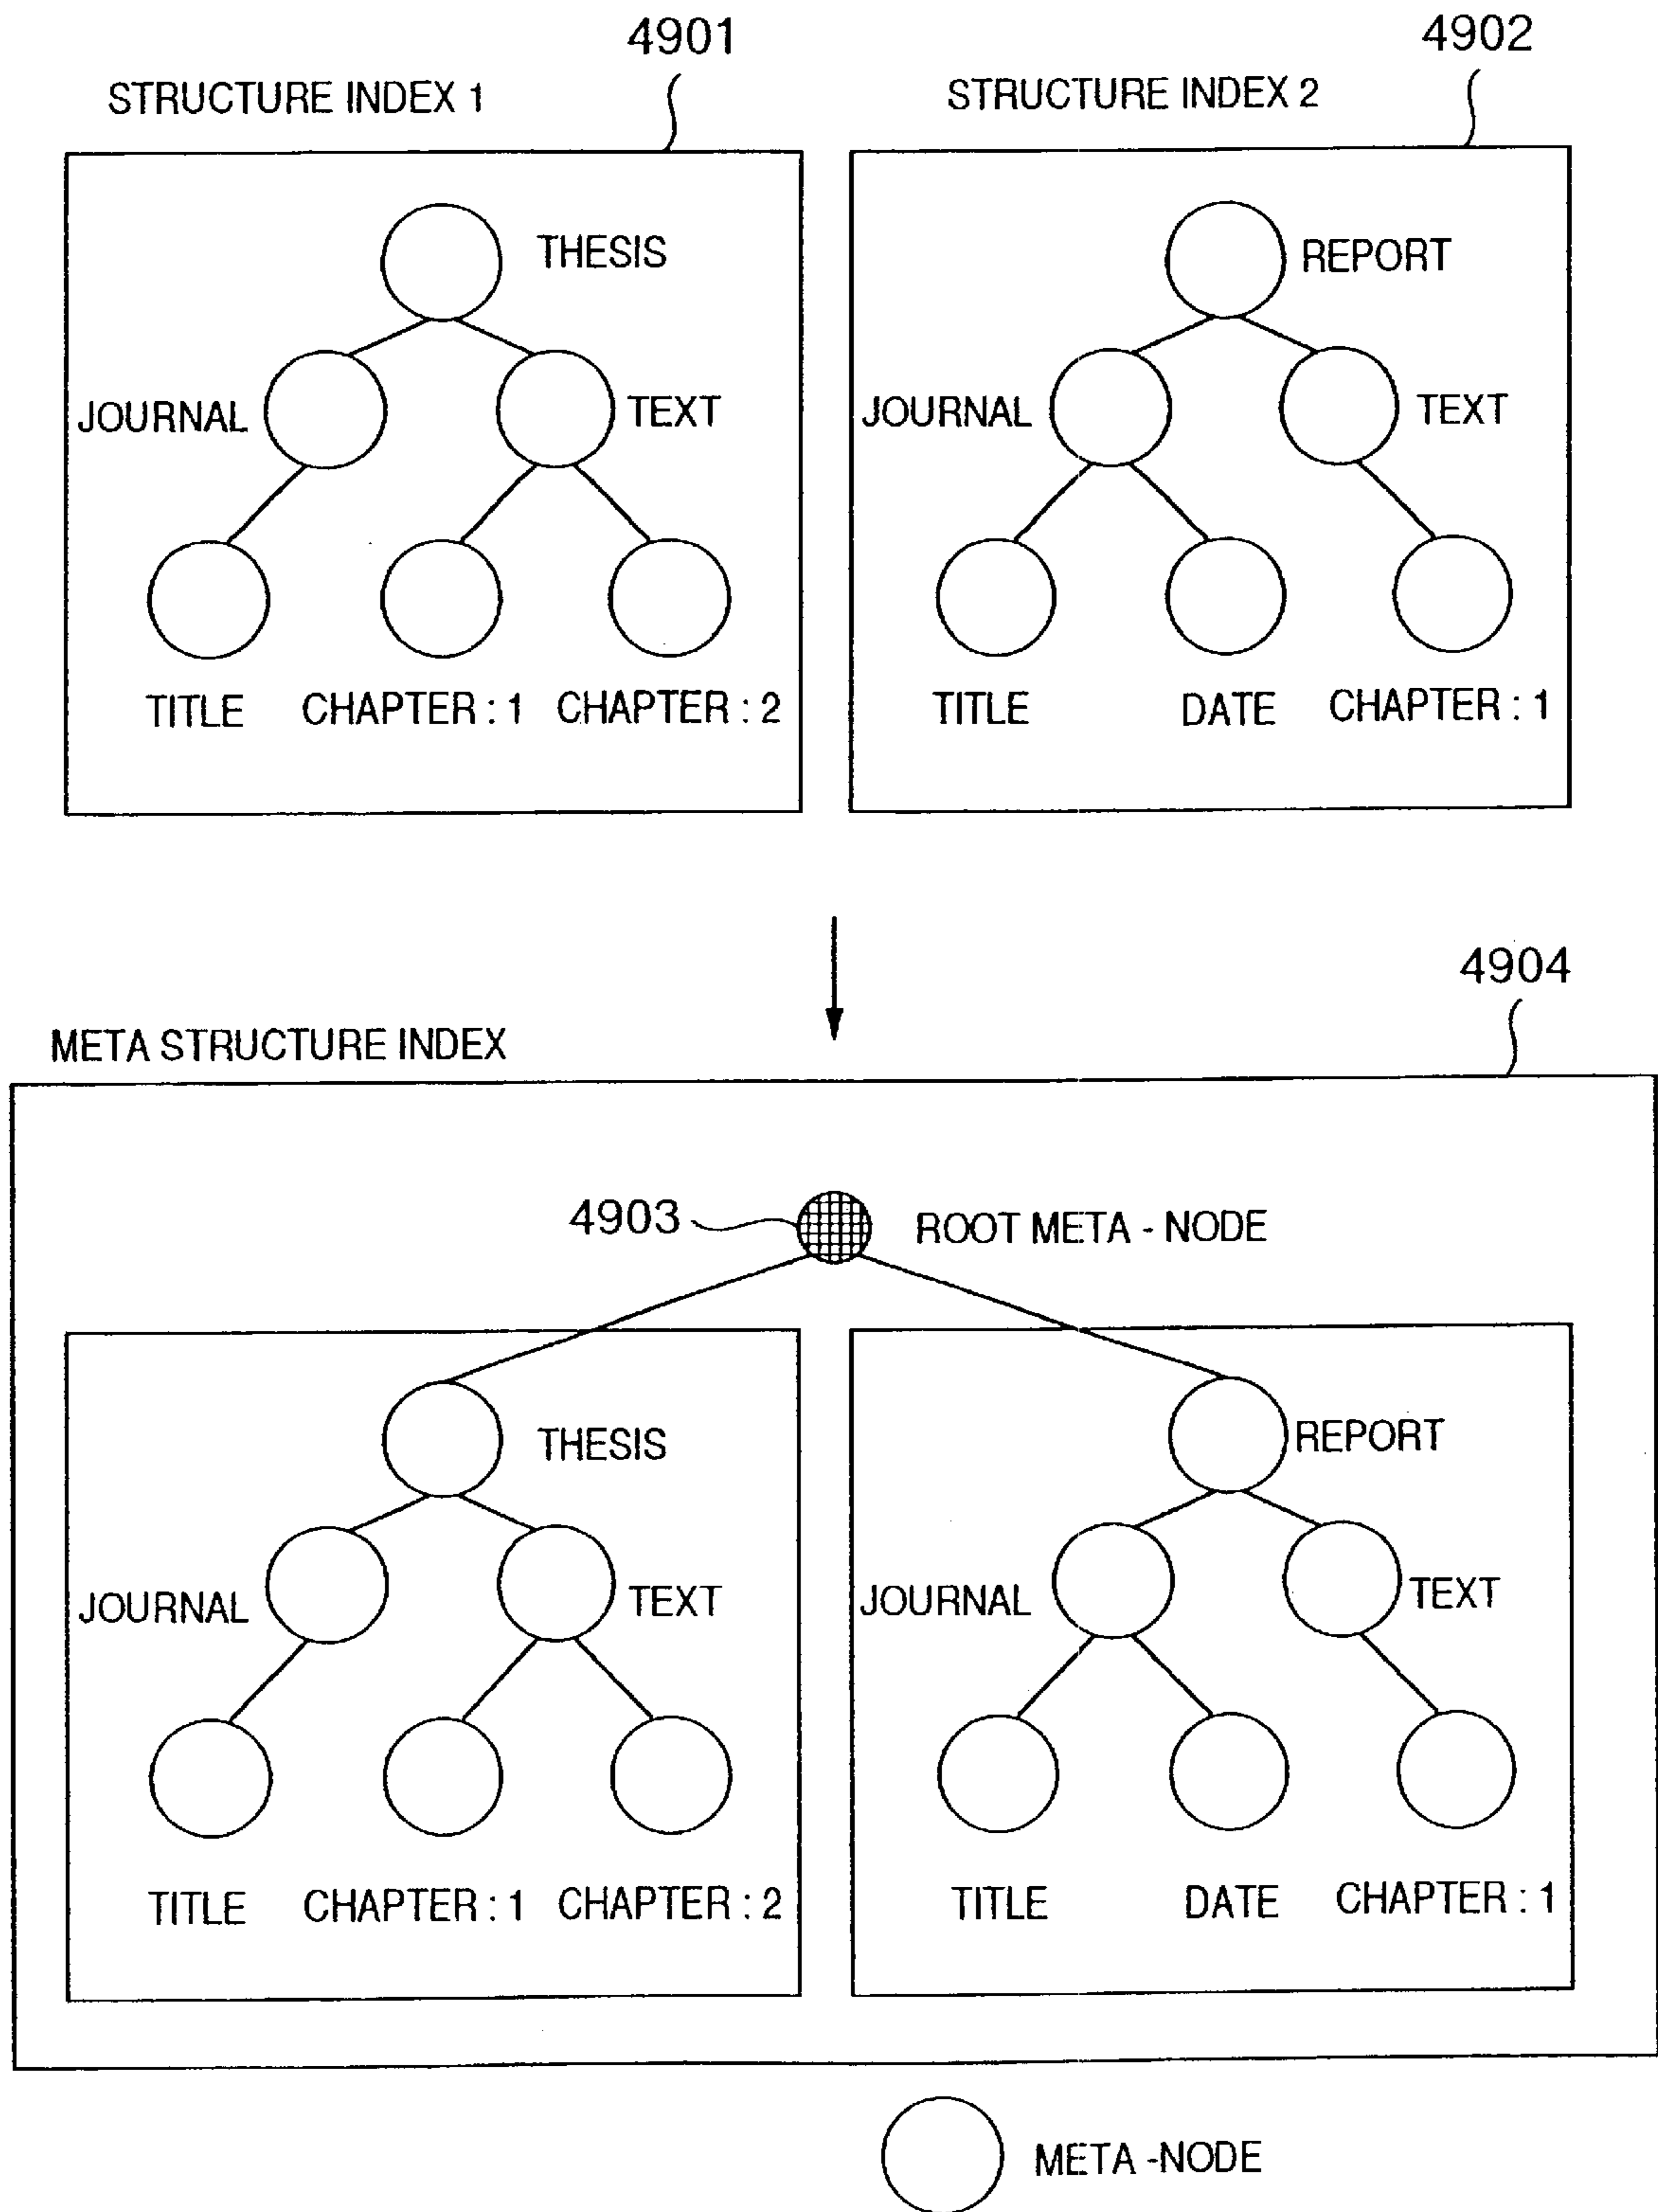 4901
4902
STRUCTURE INDEX 1
STRUCTURE INDEX 2
THESIS
JOURNAL
TEXT
TITLE
CHAPTER : 1
CHAPTER : 2
REPORT
JOURNAL
TEXT
TITLE
DATE
CHAPTER : 1
4904
META STRUCTURE INDEX
4903
ROOT META - NODE
THESIS
JOURNAL
TEXT
TITLE
CHAPTER : 1
CHAPTER : 2
REPORT
JOURNAL
TEXT
TITLE
DATE
CHAPTER : 1
META -NODE